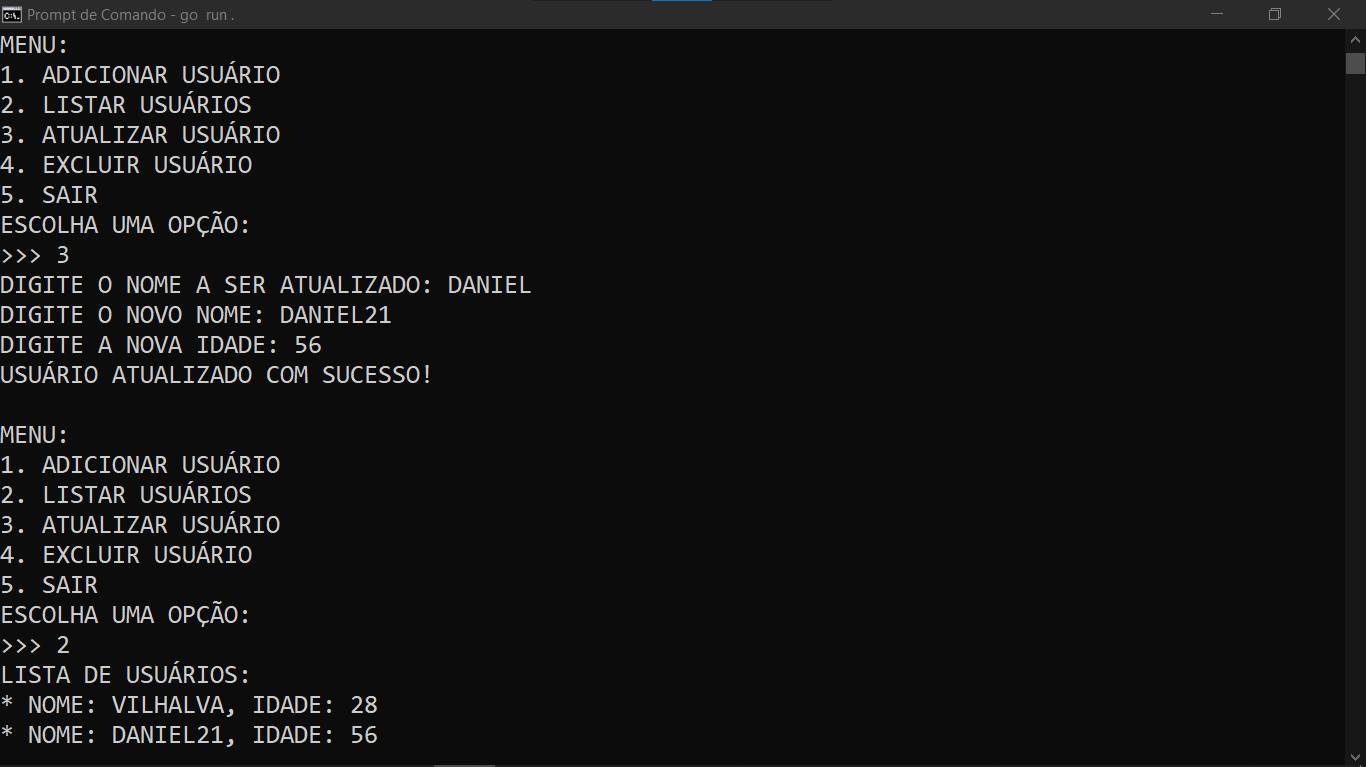 Prompt de Comando - go  run .
MENU:
1. ADICIONAR USUÁRIO
2. LISTAR USUÁRIOS
3. ATUALIZAR USUÁRIO
4. EXCLUIR USUÁRIO
5. SAIR
ESCOLHA UMA OPÇÃO:
>>> 3
DIGITE O NOME A SER ATUALIZADO: DANIEL
DIGITE O NOVO NOME: DANIEL21
DIGITE A NOVA IDADE: 56
USUÁRIO ATUALIZADO COM SUCESSO!
MENU:
1. ADICIONAR USUÁRIO
2. LISTAR USUÁRIOS
3. ATUALIZAR USUÁRIO
4. EXCLUIR USUÁRIO
5. SAIR
ESCOLHA UMA OPÇÃO:
>>> 2
LISTA DE USUÁRIOS:
* NOME: VILHALVA, IDADE: 28
* NOME: DANIEL21, IDADE: 56